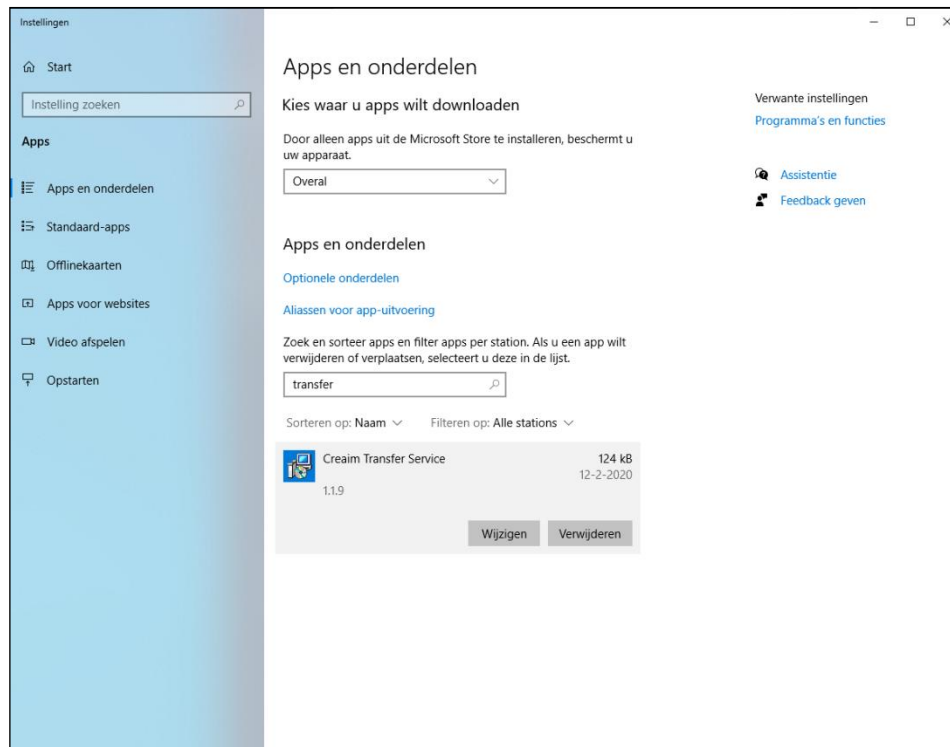 Instellingen
Start
Instelling zoeken
Apps
Apps en onderdelen
Standaard-apps
Offlinekaarten
Apps voor websites
Video afspelen
Opstarten
Apps en onderdelen
Kies waar u apps wilt downloaden
Door alleen apps uit de Microsoft Store te installeren, beschermt u
uw apparaat.
Overal
Apps en onderdelen
Optionele onderdelen
Aliassen voor app-uitvoering
Zoek en sorteer apps en filter apps per station. Als u een app wilt
verwijderen of verplaatsen, selecteert u deze in de lijst.
transfer
Sorteren op: Naam Filteren op: Alle stations
Creaim Transfer Service 124 kB
12-2-2020
1.1.9
Wijzigen Verwijderen
Verwante instellingen
Programma's en functies
Assistentie
Feedback geven